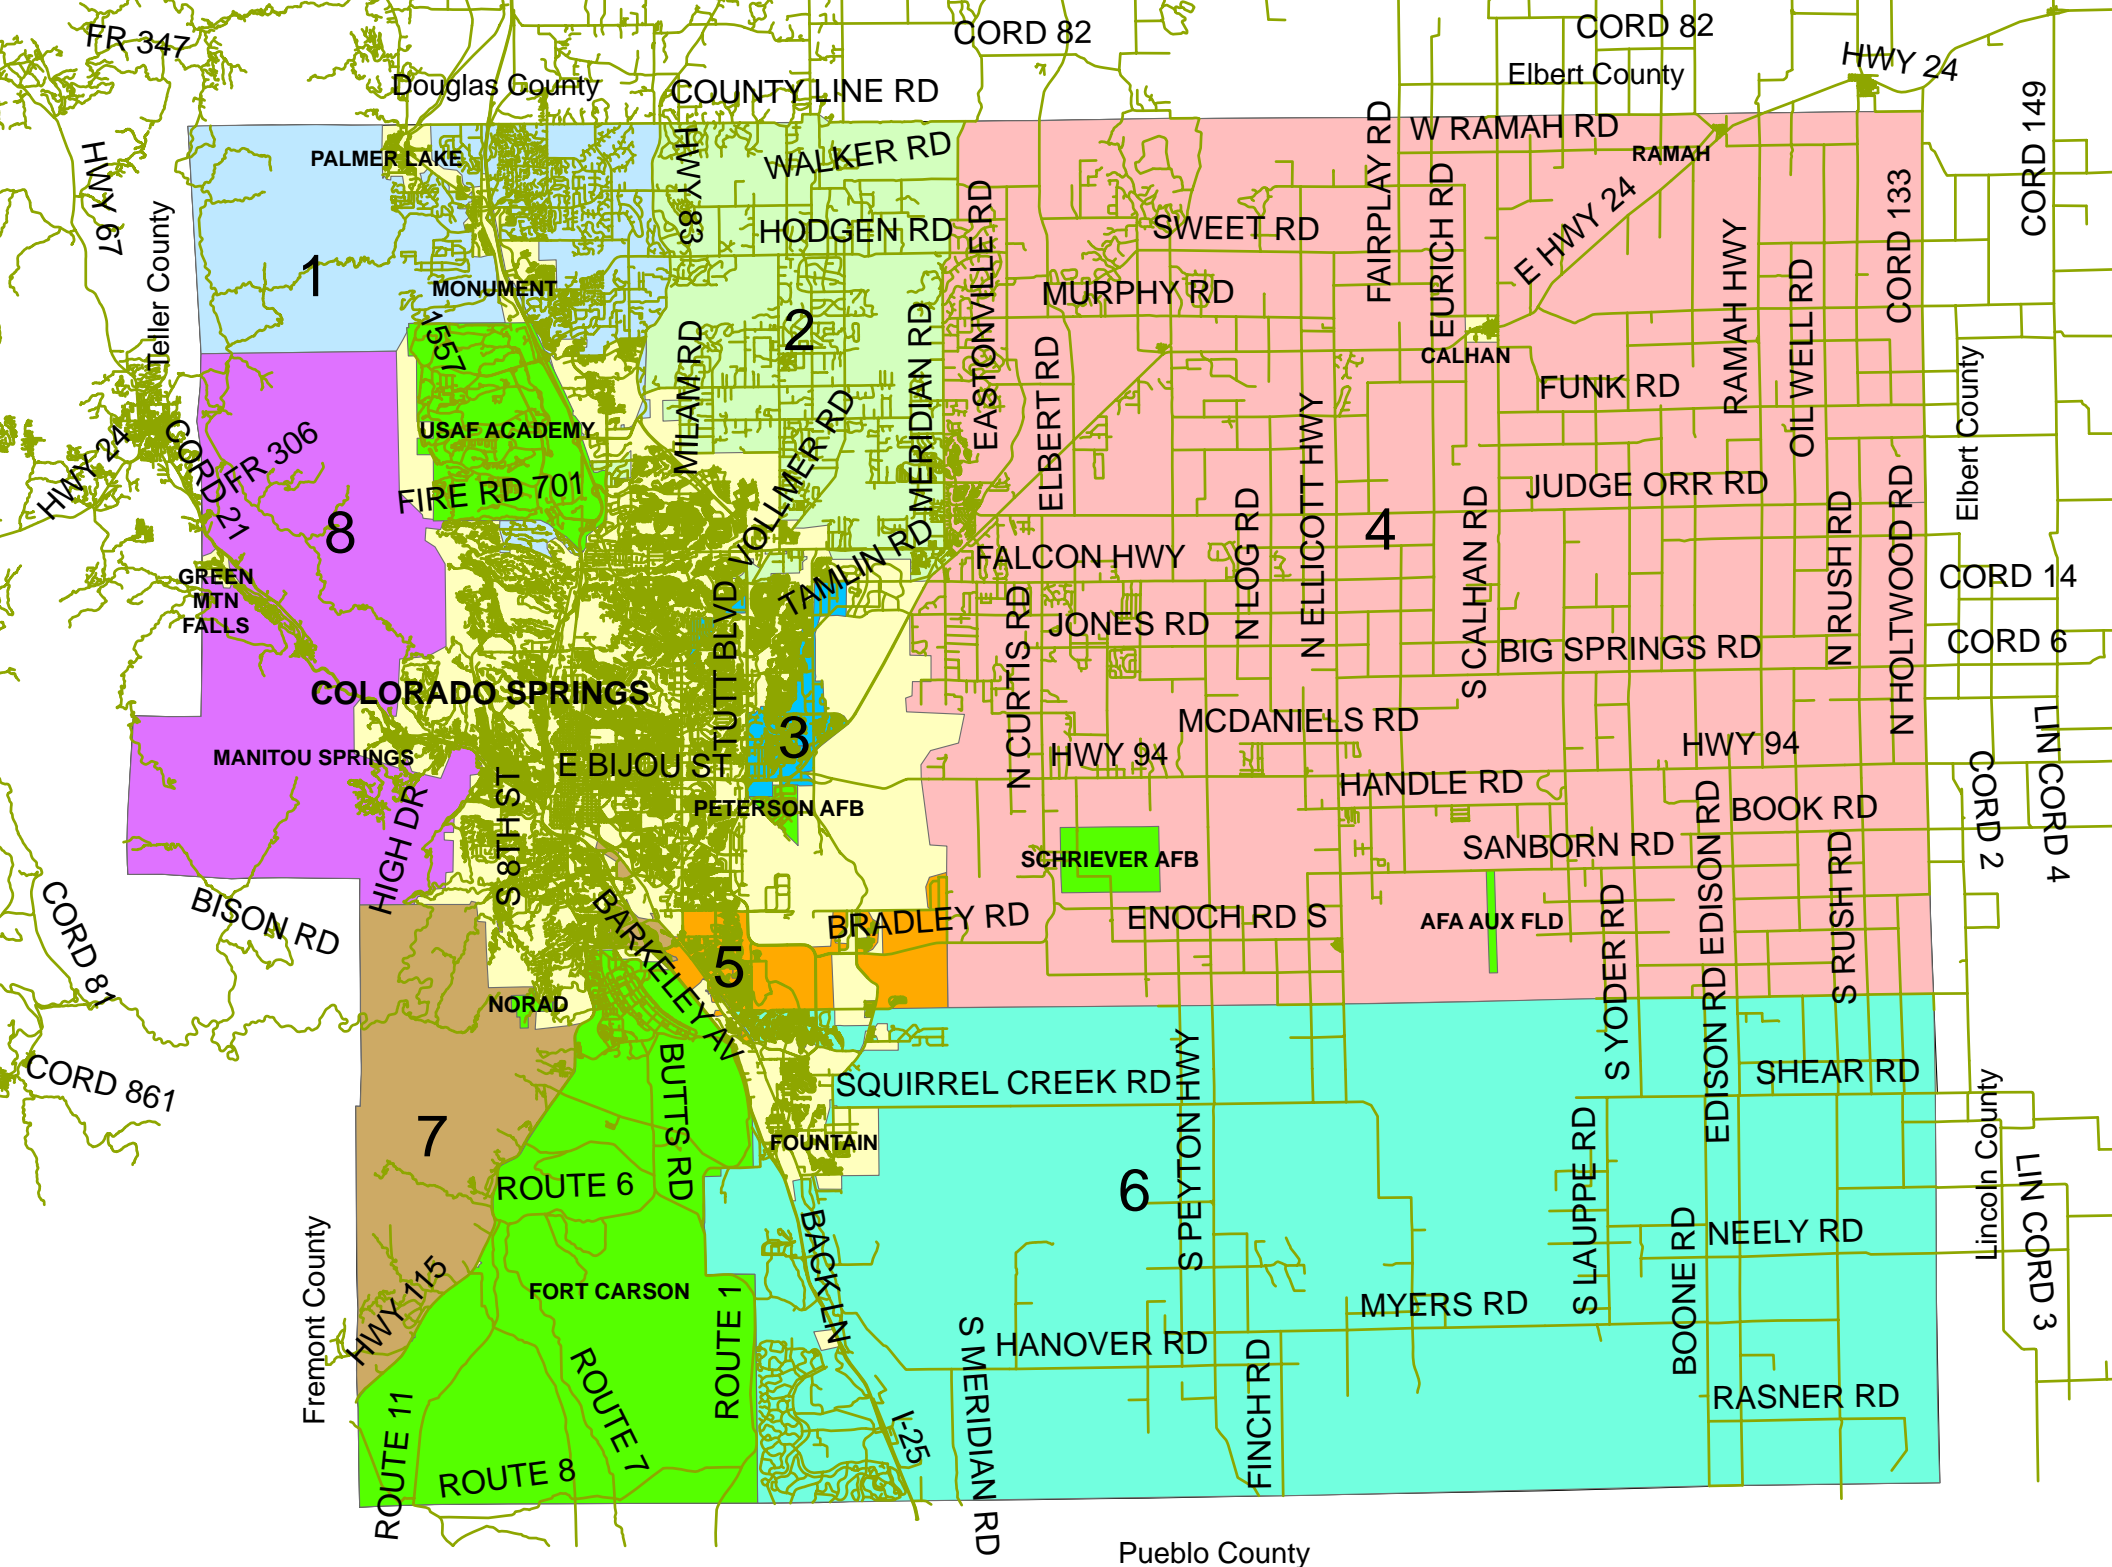 FR 347
CORD 82
CORD 82
HWY 24
Douglas County
COUNTY LINE RD
Elbert County
CORD 149
HWY 67
PALMER LAKE
HWY 83
WALKER RD
FAIRPLAY RD
W RAMAH RD
RAMAH
Teller County
1
HODGEN RD
EASTONVILLE RD
SWEET RD
EURICH RD
E HWY 24
RAMAH HWY
OIL WELL RD
CORD 133
MONUMENT
1557
MILAM RD
2
MERIDIAN RD
MURPHY RD
ELBERT RD
CALHAN
FUNK RD
Elbert County
HWY 24
CORD 21
FR 306
USAF ACADEMY
FIRE RD 701
8
VOLLMER RD
TAMLIN RD
FALCON HWY
N LOG RD
N ELLICOTT HWY
4
S CALHAN RD
JUDGE ORR RD
N RUSH RD
N HOLTWOOD RD
CORD 14
GREEN
MTN
FALLS
TUTT BLVD
N CURTIS RD
JONES RD
BIG SPRINGS RD
CORD 6
COLORADO SPRINGS
MANITOU SPRINGS
E BIJOU ST
3
MCDANIELS RD
HWY 94
HWY 94
LIN CORD 4
CORD 2
HIGH DR
S 8TH ST
PETERSON AFB
HANDLE RD
EDISON RD
BOOK RD
SCHRIEVER AFB
SANBORN RD
CORD 81
BISON RD
BARKELEY AV
BRADLEY RD
ENOCH RD S
AFA AUX FLD
S YODER RD
S RUSH RD
5
NORAD
CORD 861
BUTTS RD
SQUIRREL CREEK RD
S PEYTON HWY
EDISON RD
SHEAR RD
Lincoln County
7
FOUNTAIN
ROUTE 6
6
S LAUPPE RD
BOONE RD
NEELY RD
LIN CORD 3
Fremont County
HWY 115
FORT CARSON
ROUTE 1
BACK LN
S MERIDIAN RD
HANOVER RD
MYERS RD
FINCH RD
RASNER RD
ROUTE 11
ROUTE 7
ROUTE 8
I-25
Pueblo County